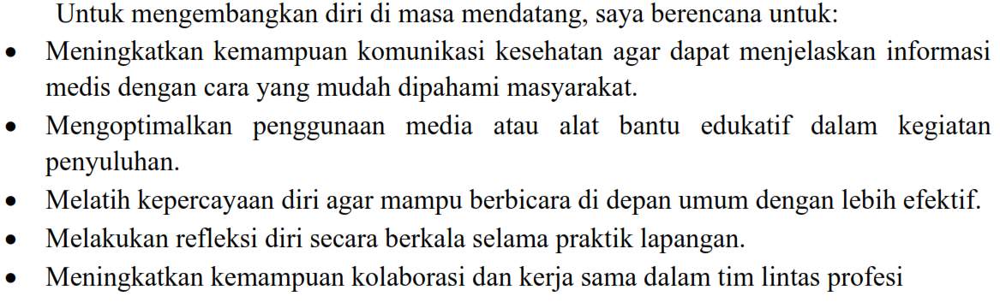 Untuk mengembangkan diri di masa mendatang, saya berencana untuk:
• Meningkatkan kemampuan komunikasi kesehatan agar dapat menjelaskan informasi
medis dengan cara yang mudah dipahami masyarakat.
• Mengoptimalkan penggunaan media atau alat bantu edukatif dalam kegiatan
penyuluhan.
• Melatih kepercayaan diri agar mampu berbicara di depan umum dengan lebih efektif.
• Melakukan refleksi diri secara berkala selama praktik lapangan.
• Meningkatkan kemampuan kolaborasi dan kerja sama dalam tim lintas profesi